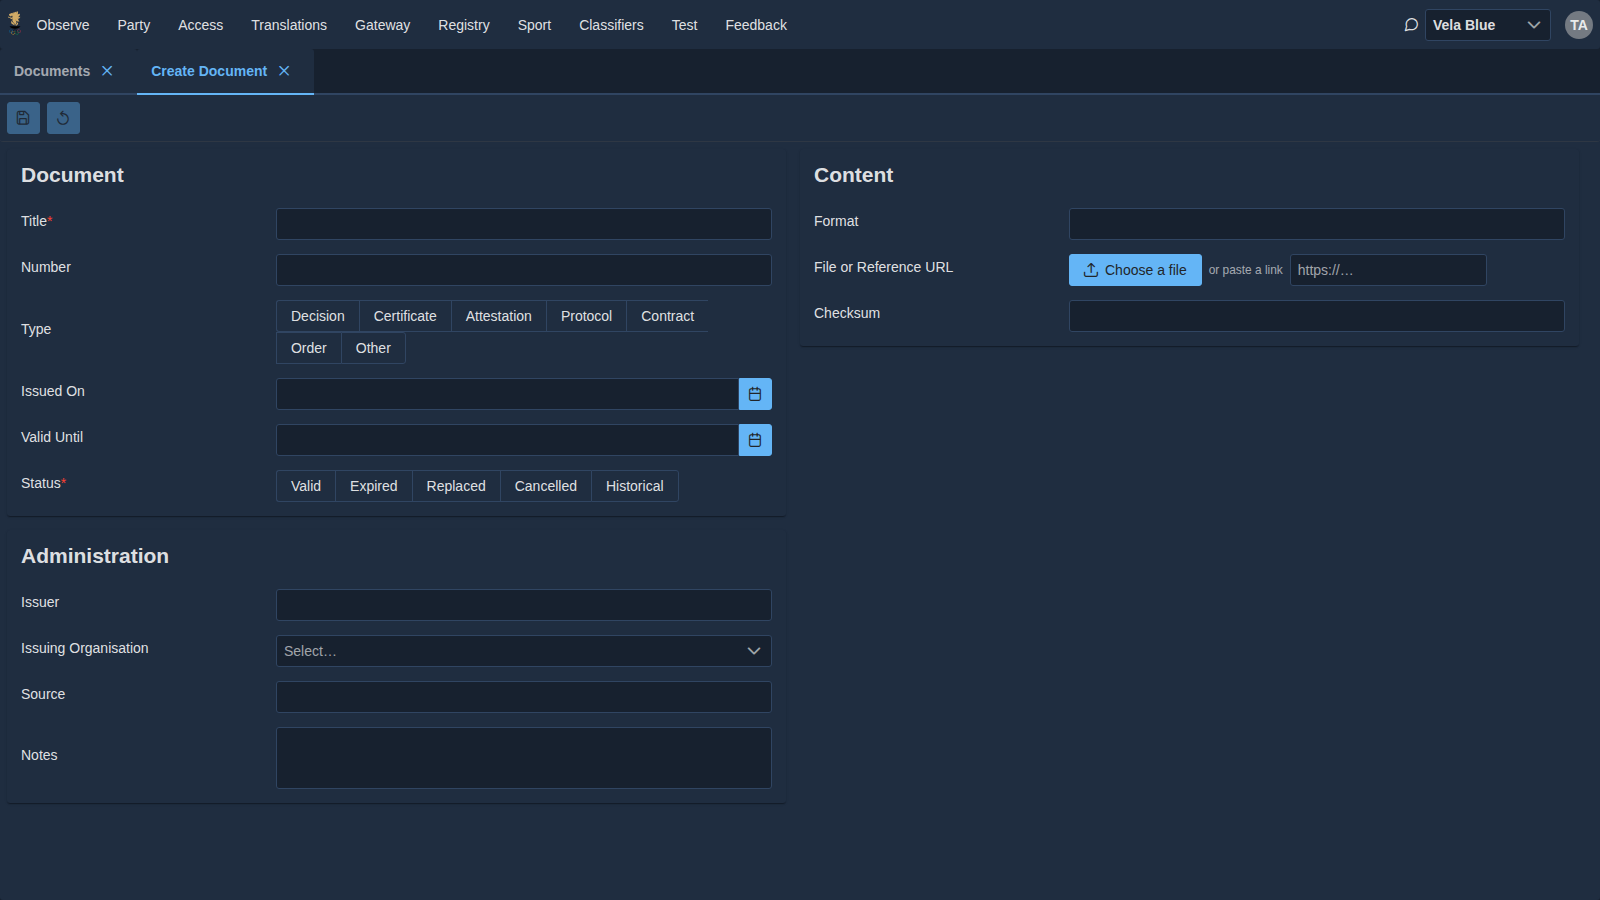 Observe Party Access Translations Gateway Registry Sport Classifiers Test Feedback Vela Blue TA
Documents Create Document
Document
Title*
Number
Type Decision Certificate Attestation Protocol Contract
Order Other
Issued On
Valid Until
Status* Valid Expired Replaced Cancelled Historical
Administration
Issuer
Issuing Organisation Select…
Source
Notes
Content
Format
File or Reference URL Choose a file or paste a link https://…
Checksum